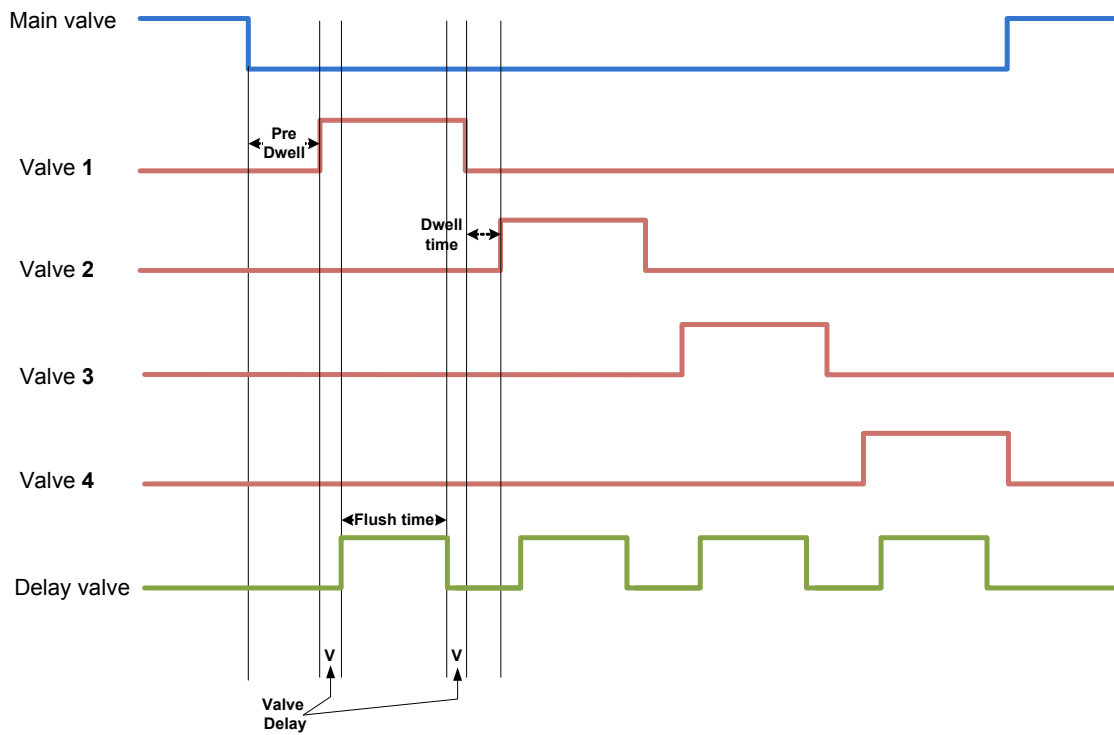 Main valve
Pre
Dwell
Valve 1
Dwell
time
Valve 2
Valve 3
Valve 4
Flush time
Delay valve
V
V
Valve
Delay